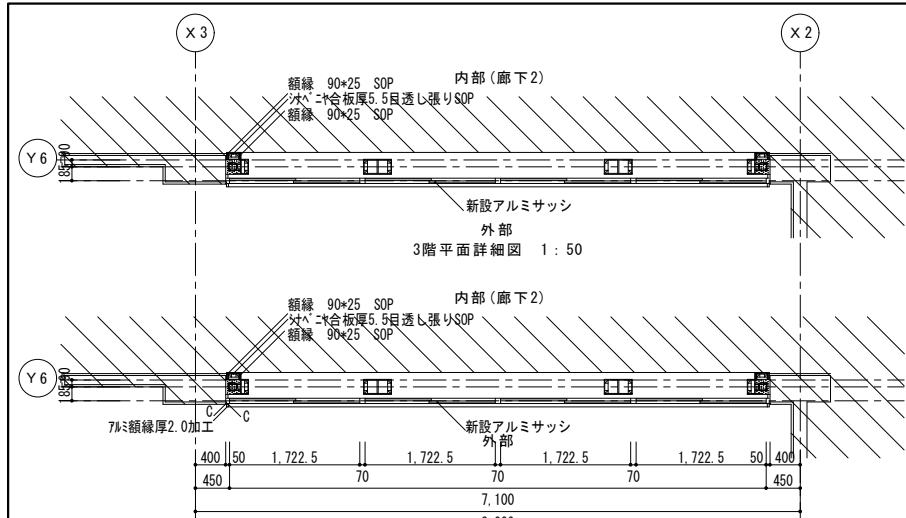 X3
X2
額縁 90*25 SOP
内部(廊下2)
シナベニヤ合板厚5.5目透し張りSOP
額縁 90*25 SOP
Y6
185
新設アルミサッシ
外部
3階平面詳細図 1:50
額縁 90*25 SOP
内部(廊下2)
シナベニヤ合板厚5.5目透し張りSOP
額縁 90*25 SOP
Y6
185
C
C
アルミ額縁厚2.0加工
新設アルミサッシ
外部
400 50 1,722.5 1,722.5 1,722.5 1,722.5 50 400
450 70 70 70 450
7,100